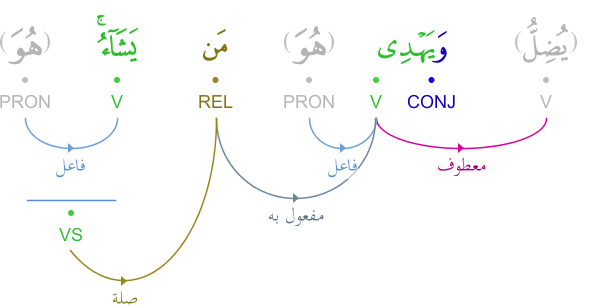 (يُضِلُّ) وَيَهْدِى (هُوَ) مَن يَشَآءُ ۚ (هُوَ)
V CONJ V PRON REL V PRON
معطوف فاعل فاعل
مفعول به
VS
صلة